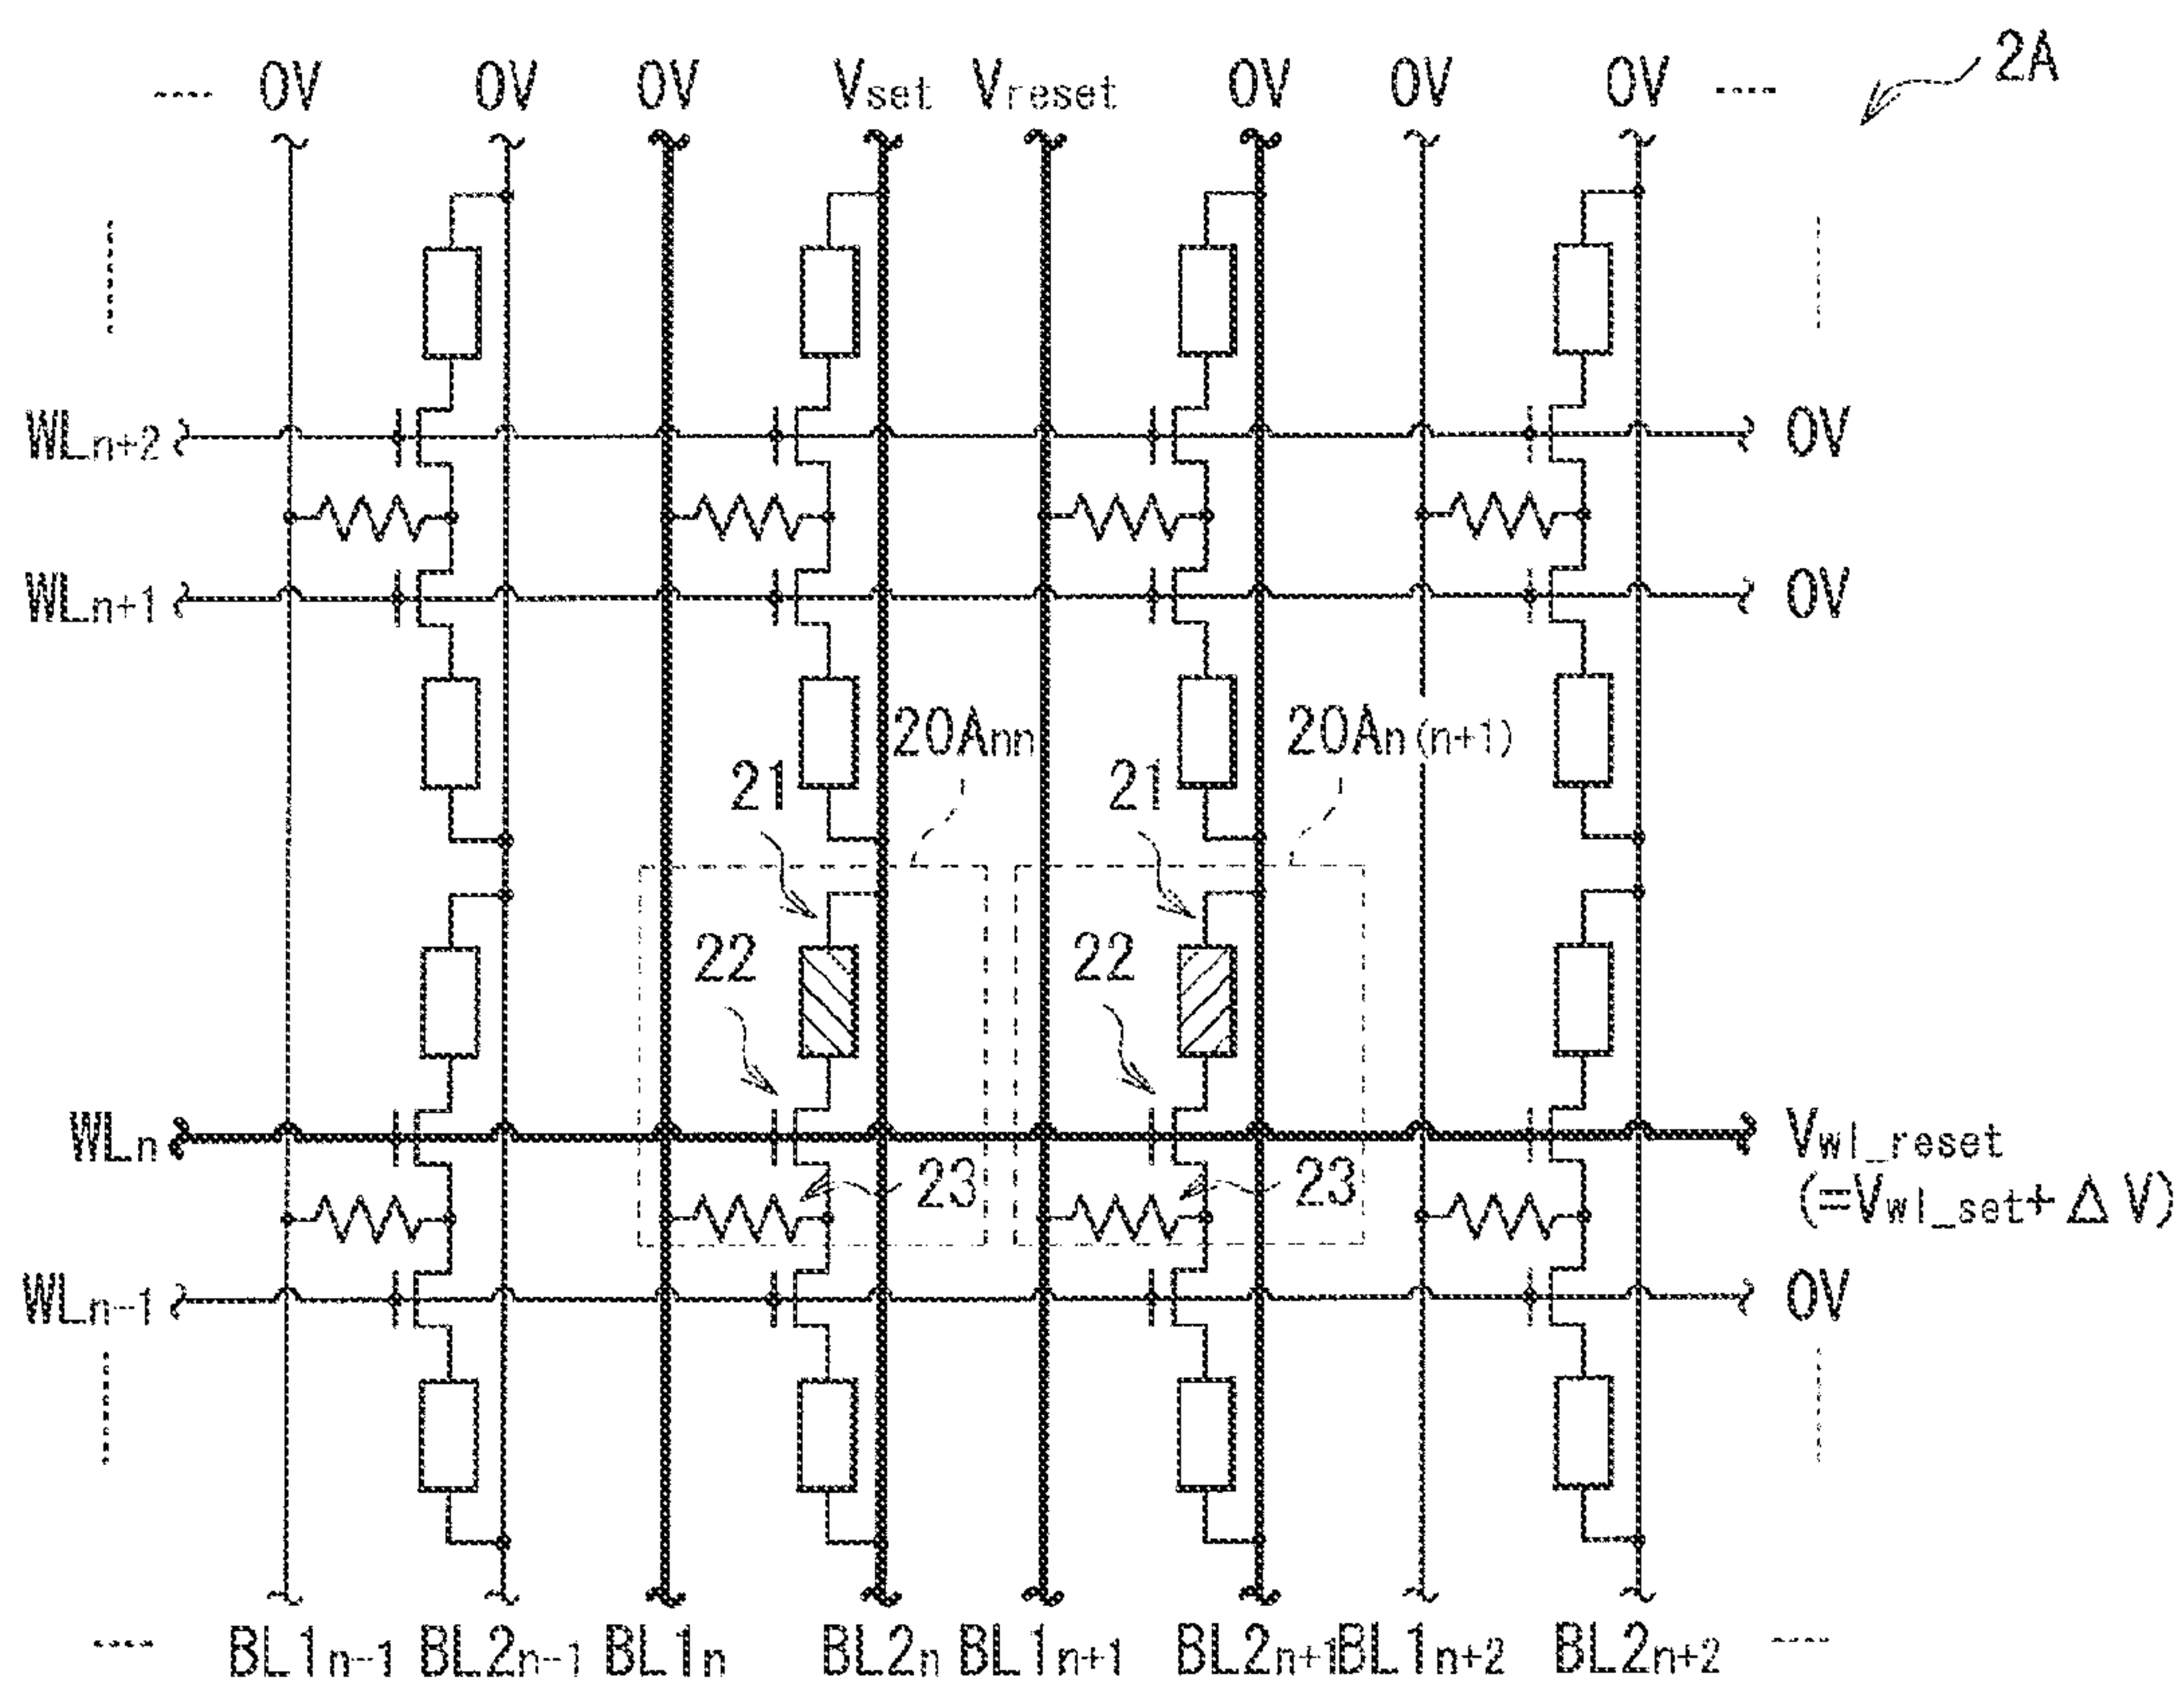 2A
0V 0V 0V Vset Vreset 0V 0V 0V
WLn+2 0V
WLn+1 0V
20Ann 20An(n+1)
21 21
22 22
WLn Vwl_reset
(=Vwl_set+ΔV)
23 23
WLn-1 0V
BL1n-1 BL2n-1 BL1n BL2n BL1n+1 BL2n+1 BL1n+2 BL2n+2